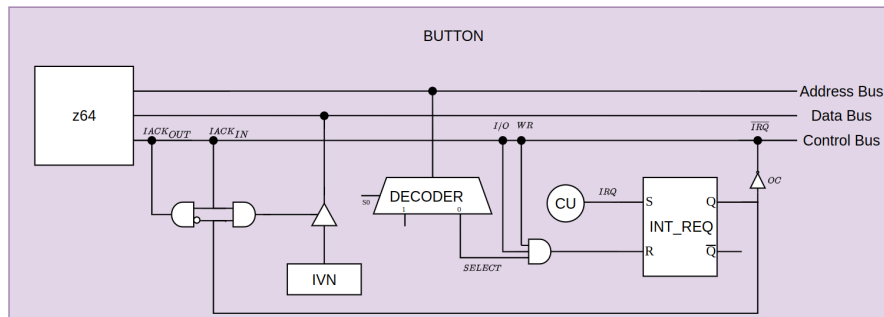 BUTTON
z64
Address Bus
Data Bus
Control Bus
IACK_OUT
IACK_IN
I/O
WR
IRQ
OC
S0
DECODER
1
0
SELECT
CU
IRQ
S
Q
INT_REQ
R
Q
IVN